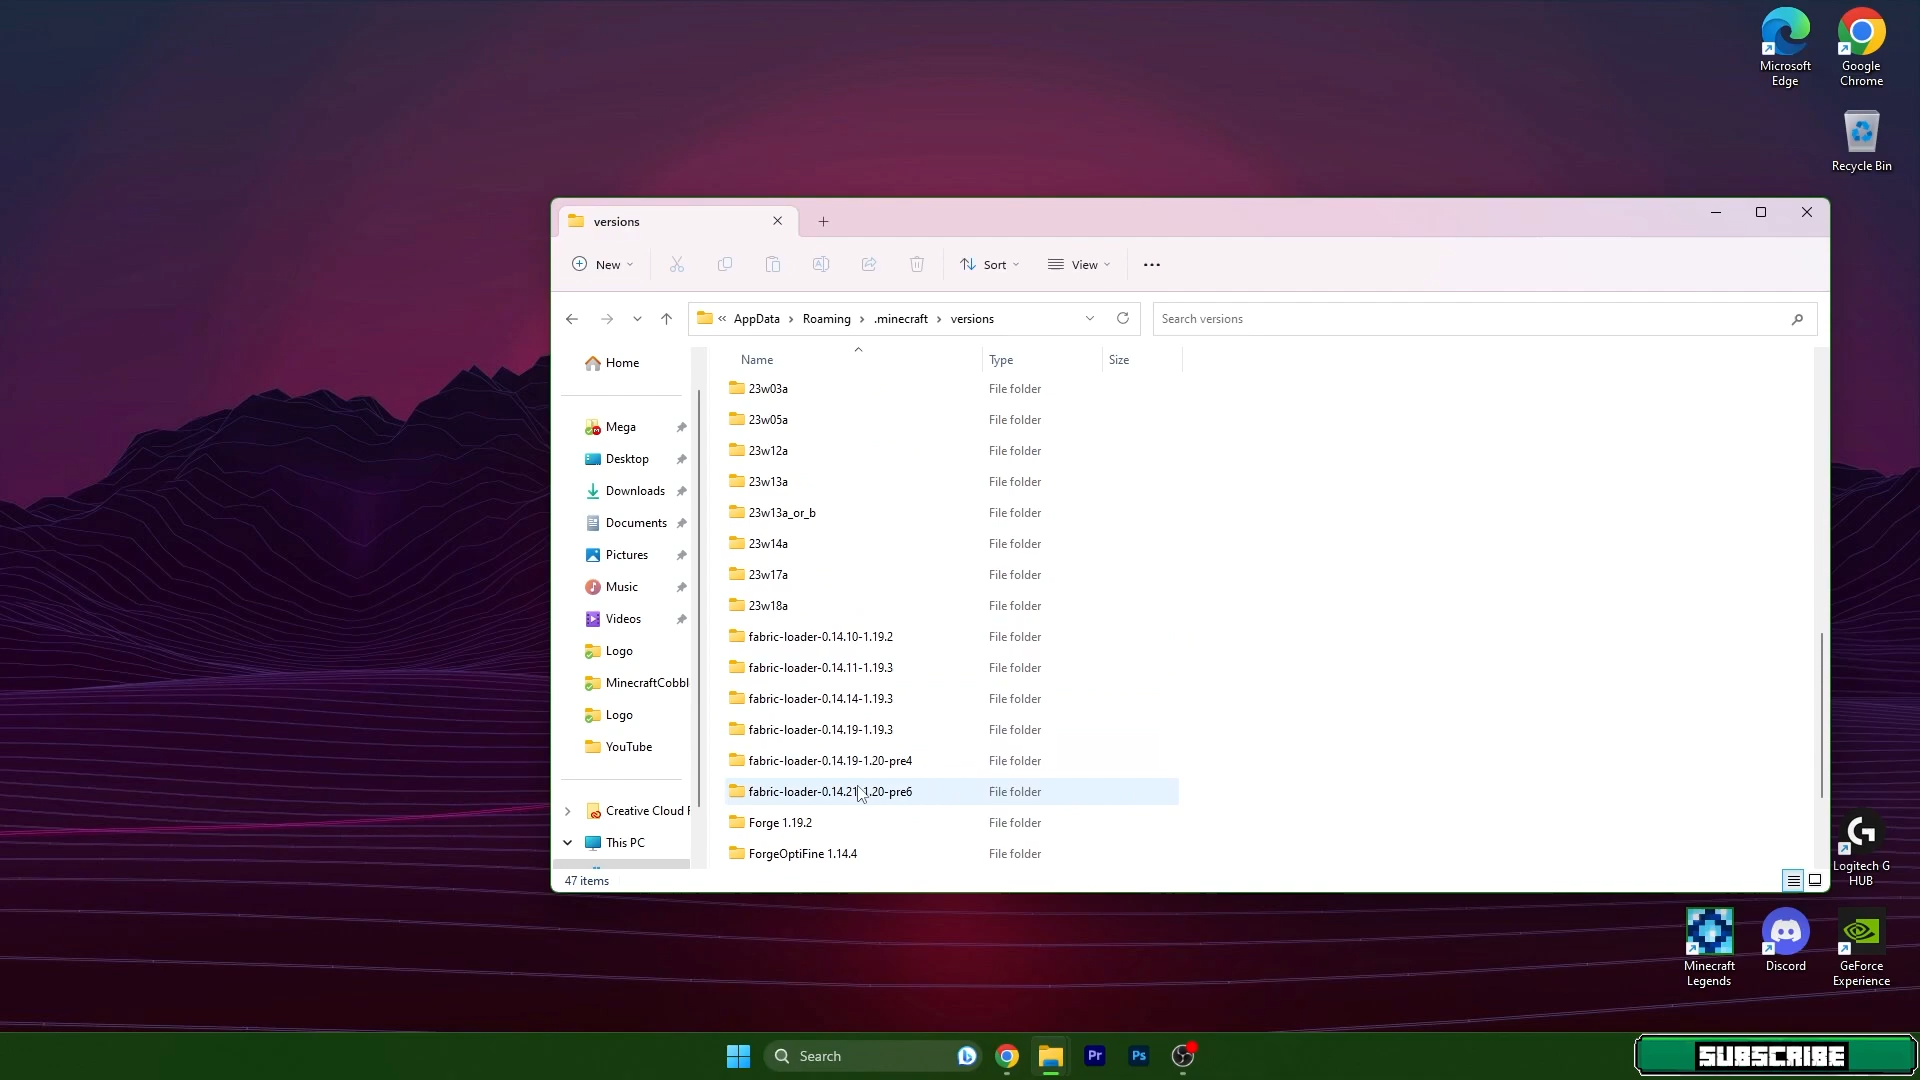 Microsoft
Edge
Google
Chrome
Recycle Bin
versions
New
Sort
View
AppData
Roaming
.minecraft
versions
Search versions
Home
Mega
Desktop
Downloads
Documents
Pictures
Music
Videos
Logo
MinecraftCobbl
Logo
YouTube
Creative Cloud F
This PC
Name Type Size
23w03a File folder
23w05a File folder
23w12a File folder
23w13a File folder
23w13a_or_b File folder
23w14a File folder
23w17a File folder
23w18a File folder
fabric-loader-0.14.10-1.19.2 File folder
fabric-loader-0.14.11-1.19.3 File folder
fabric-loader-0.14.14-1.19.3 File folder
fabric-loader-0.14.19-1.19.3 File folder
fabric-loader-0.14.19-1.20-pre4 File folder
fabric-loader-0.14.21-1.20-pre6 File folder
Forge 1.19.2 File folder
ForgeOptiFine 1.14.4 File folder
47 items
Logitech G
HUB
Minecraft
Legends
Discord
GeForce
Experience
Search
Pr
Ps
SUBSCRIBE